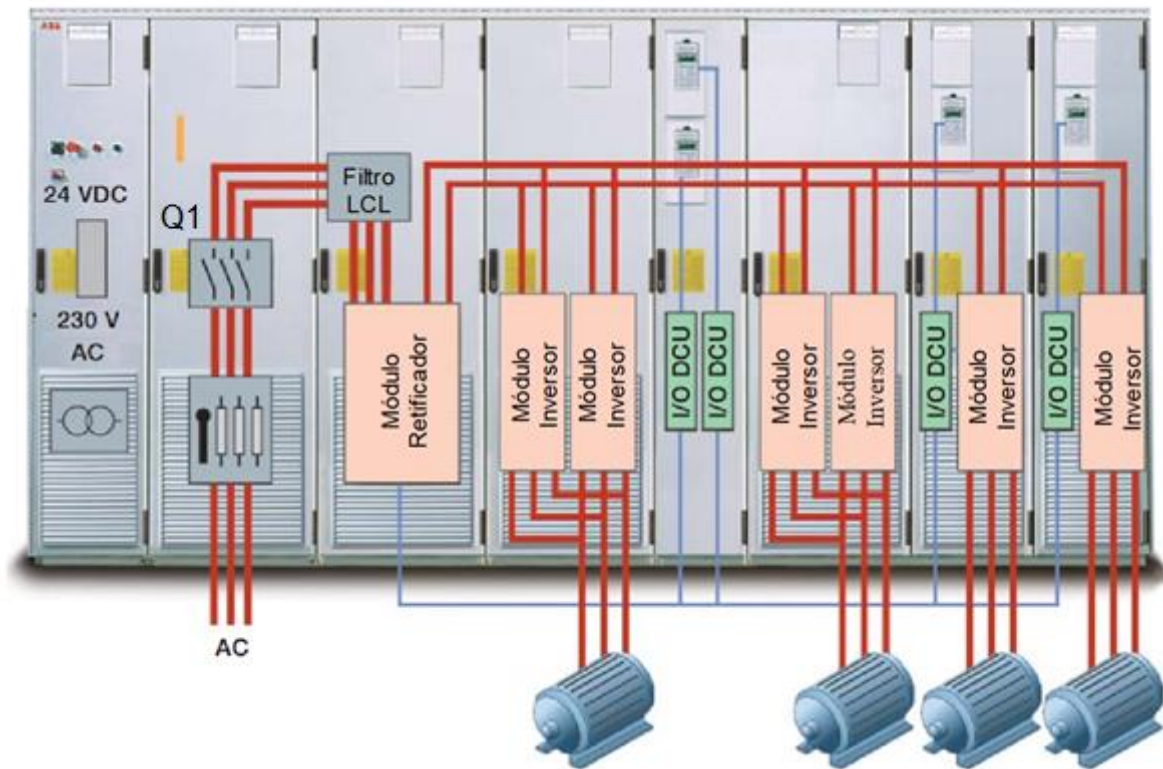 ABB
24 VDC
230 V
AC
Q1
AC
Filtro
LCL
Módulo
Retificador
Módulo
Inversor
Módulo
Inversor
I/O DCU
I/O DCU
Módulo
Inversor
Módulo
Inversor
I/O DCU
Módulo
Inversor
I/O DCU
Módulo
Inversor